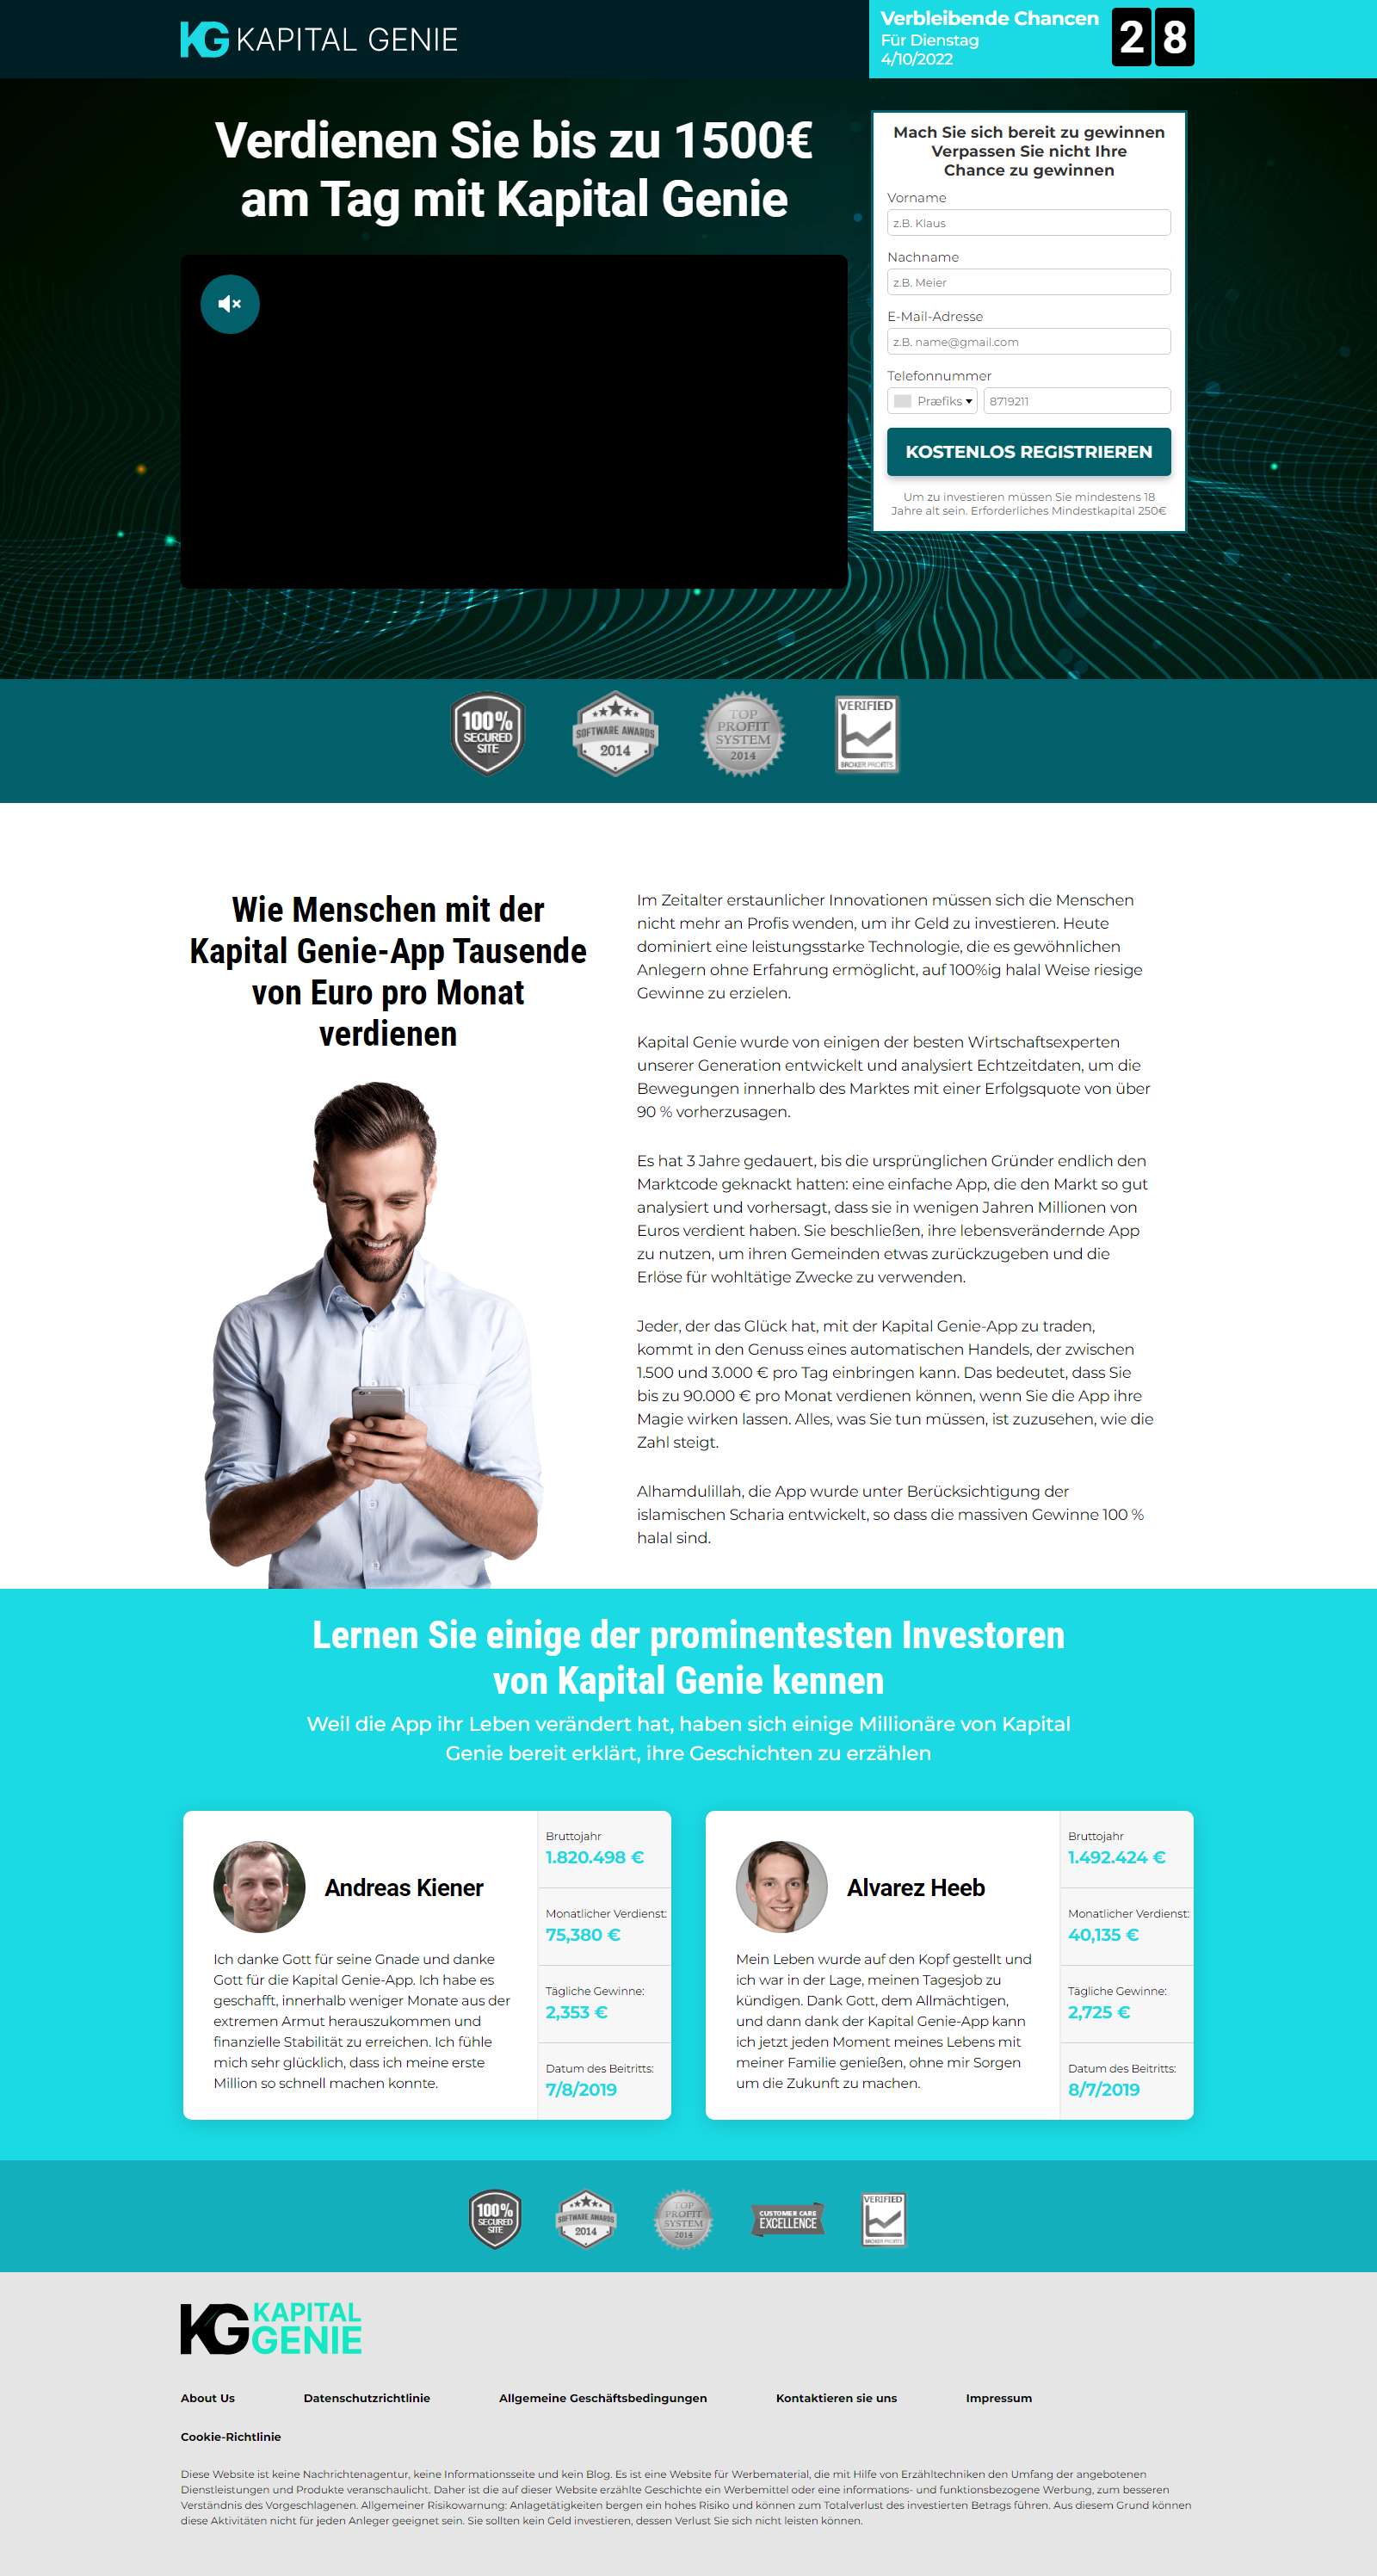 KG KAPITAL GENIE
Verbleibende Chancen
Für Dienstag
4/10/2022
28
Verdienen Sie bis zu 1500€
am Tag mit Kapital Genie
Mach Sie sich bereit zu gewinnen
Verpassen Sie nicht Ihre
Chance zu gewinnen
Vorname
z.B. Klaus
Nachname
z.B. Meier
E-Mail-Adresse
z.B. name@gmail.com
Telefonnummer
Præfiks 8719211
KOSTENLOS REGISTRIEREN
Um zu investieren müssen Sie mindestens 18
Jahre alt sein. Erforderliches Mindestkapital 250€
100%
SECURED
SITE
SOFTWARE AWARDS
2014
TOP
PROFIT
SYSTEM
2014
VERIFIED
BROKER PROFITS
Wie Menschen mit der
Kapital Genie-App Tausende
von Euro pro Monat
verdienen
Im Zeitalter erstaunlicher Innovationen müssen sich die Menschen
nicht mehr an Profis wenden, um ihr Geld zu investieren. Heute
dominiert eine leistungsstarke Technologie, die es gewöhnlichen
Anlegern ohne Erfahrung ermöglicht, auf 100%ig halal Weise riesige
Gewinne zu erzielen.
Kapital Genie wurde von einigen der besten Wirtschaftsexperten
unserer Generation entwickelt und analysiert Echtzeitdaten, um die
Bewegungen innerhalb des Marktes mit einer Erfolgsquote von über
90 % vorherzusagen.
Es hat 3 Jahre gedauert, bis die ursprünglichen Gründer endlich den
Marktcode geknackt hatten: eine einfache App, die den Markt so gut
analysiert und vorhersagt, dass sie in wenigen Jahren Millionen von
Euros verdient haben. Sie beschließen, ihre lebensverändernde App
zu nutzen, um ihren Gemeinden etwas zurückzugeben und die
Erlöse für wohltätige Zwecke zu verwenden.
Jeder, der das Glück hat, mit der Kapital Genie-App zu traden,
kommt in den Genuss eines automatischen Handels, der zwischen
1.500 und 3.000 € pro Tag einbringen kann. Das bedeutet, dass Sie
bis zu 90.000 € pro Monat verdienen können, wenn Sie die App ihre
Magie wirken lassen. Alles, was Sie tun müssen, ist zuzusehen, wie die
Zahl steigt.
Alhamdulillah, die App wurde unter Berücksichtigung der
islamischen Scharia entwickelt, so dass die massiven Gewinne 100 %
halal sind.
Lernen Sie einige der prominentesten Investoren
von Kapital Genie kennen
Weil die App ihr Leben verändert hat, haben sich einige Millionäre von Kapital
Genie bereit erklärt, ihre Geschichten zu erzählen
Andreas Kiener
Ich danke Gott für seine Gnade und danke
Gott für die Kapital Genie-App. Ich habe es
geschafft, innerhalb weniger Monate aus der
extremen Armut herauszukommen und
finanzielle Stabilität zu erreichen. Ich fühle
mich sehr glücklich, dass ich meine erste
Million so schnell machen konnte.
Bruttojahr
1.820.498 €
Monatlicher Verdienst:
75,380 €
Tägliche Gewinne:
2,353 €
Datum des Beitritts:
7/8/2019
Alvarez Heeb
Mein Leben wurde auf den Kopf gestellt und
ich war in der Lage, meinen Tagesjob zu
kündigen. Dank Gott, dem Allmächtigen,
und dann dank der Kapital Genie-App kann
ich jetzt jeden Moment meines Lebens mit
meiner Familie genießen, ohne mir Sorgen
um die Zukunft zu machen.
Bruttojahr
1.492.424 €
Monatlicher Verdienst:
40,135 €
Tägliche Gewinne:
2,725 €
Datum des Beitritts:
8/7/2019
100%
SECURED
SITE
SOFTWARE AWARDS
2014
TOP
PROFIT
SYSTEM
2014
CUSTOMER CARE
EXCELLENCE
VERIFIED
BROKER PROFITS
KG KAPITAL
GENIE
About Us Datenschutzrichtlinie Allgemeine Geschäftsbedingungen Kontaktieren sie uns Impressum
Cookie-Richtlinie
Diese Website ist keine Nachrichtenagentur, keine Informationsseite und kein Blog. Es ist eine Website für Werbematerial, die mit Hilfe von Erzähltechniken den Umfang der angebotenen
Dienstleistungen und Produkte veranschaulicht. Daher ist die auf dieser Website erzählte Geschichte ein Werbemittel oder eine informations- und funktionsbezogene Werbung, zum besseren
Verständnis des Vorgeschlagenen. Allgemeiner Risikowarnung: Anlagetätigkeiten bergen ein hohes Risiko und können zum Totalverlust des investierten Betrags führen. Aus diesem Grund können
diese Aktivitäten nicht für jeden Anleger geeignet sein. Sie sollten kein Geld investieren, dessen Verlust Sie sich nicht leisten können.